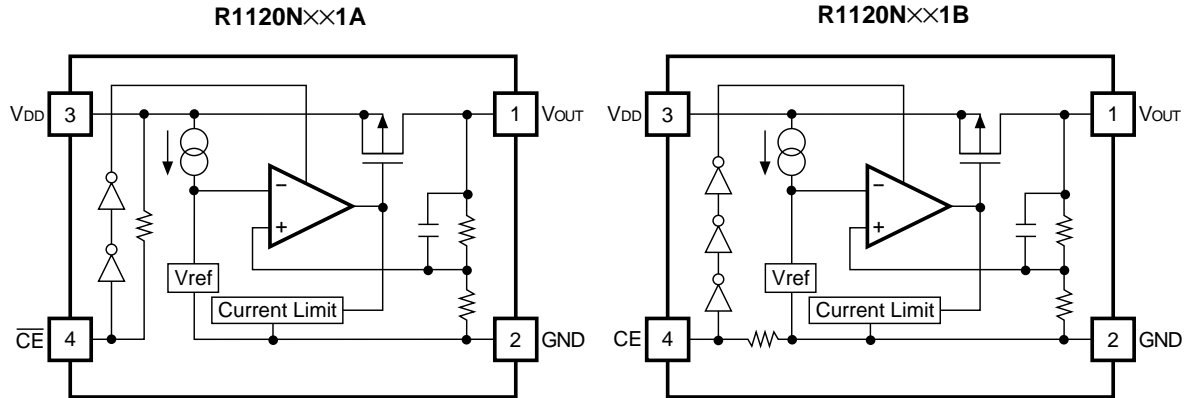 R1120N××1A
VDD
3
1
VOUT
−
+
Vref
Current Limit
CE
4
2
GND
R1120N××1B
VDD
3
1
VOUT
−
+
Vref
Current Limit
CE
4
2
GND